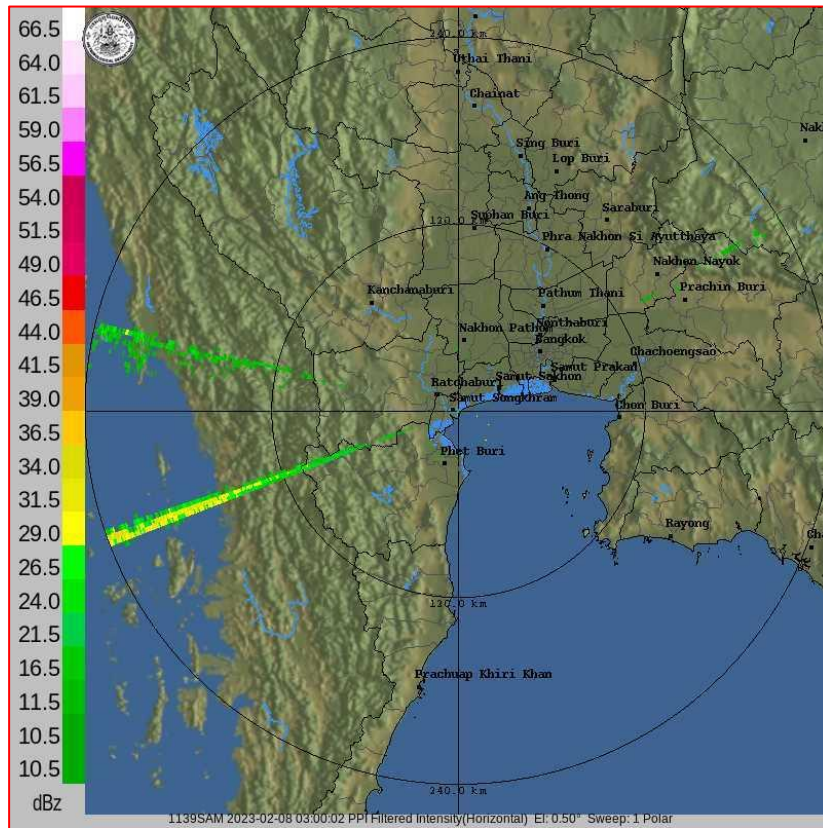 66.5
64.0
61.5
59.0
56.5
54.0
51.5
49.0
46.5
44.0
41.5
39.0
36.5
34.0
31.5
29.0
26.5
24.0
21.5
16.5
11.5
10.5
10.5
dBz
240.0 km
Uthai Thani
Chainat
Nak
Sing Buri
Lop Buri
Ang Thong
Suphan Buri
Saraburi
120.0 km
Phra Nakhon Si Ayutthaya
Nakhon Nayok
Prachin Buri
Kanchanaburi
Pathum Thani
Nonthaburi
Nakhon Pathom
Bangkok
Chachoengsao
Samut Prakan
Samut Sakhon
Ratchaburi
Samut Songkhram
Chon Buri
Phet Buri
Rayong
Cha
120.0 km
Prachuap Khiri Khan
240.0 km
1139SAM 2023-02-08 03:00:02 PPI Filtered Intensity(Horizontal) El: 0.50° Sweep: 1 Polar